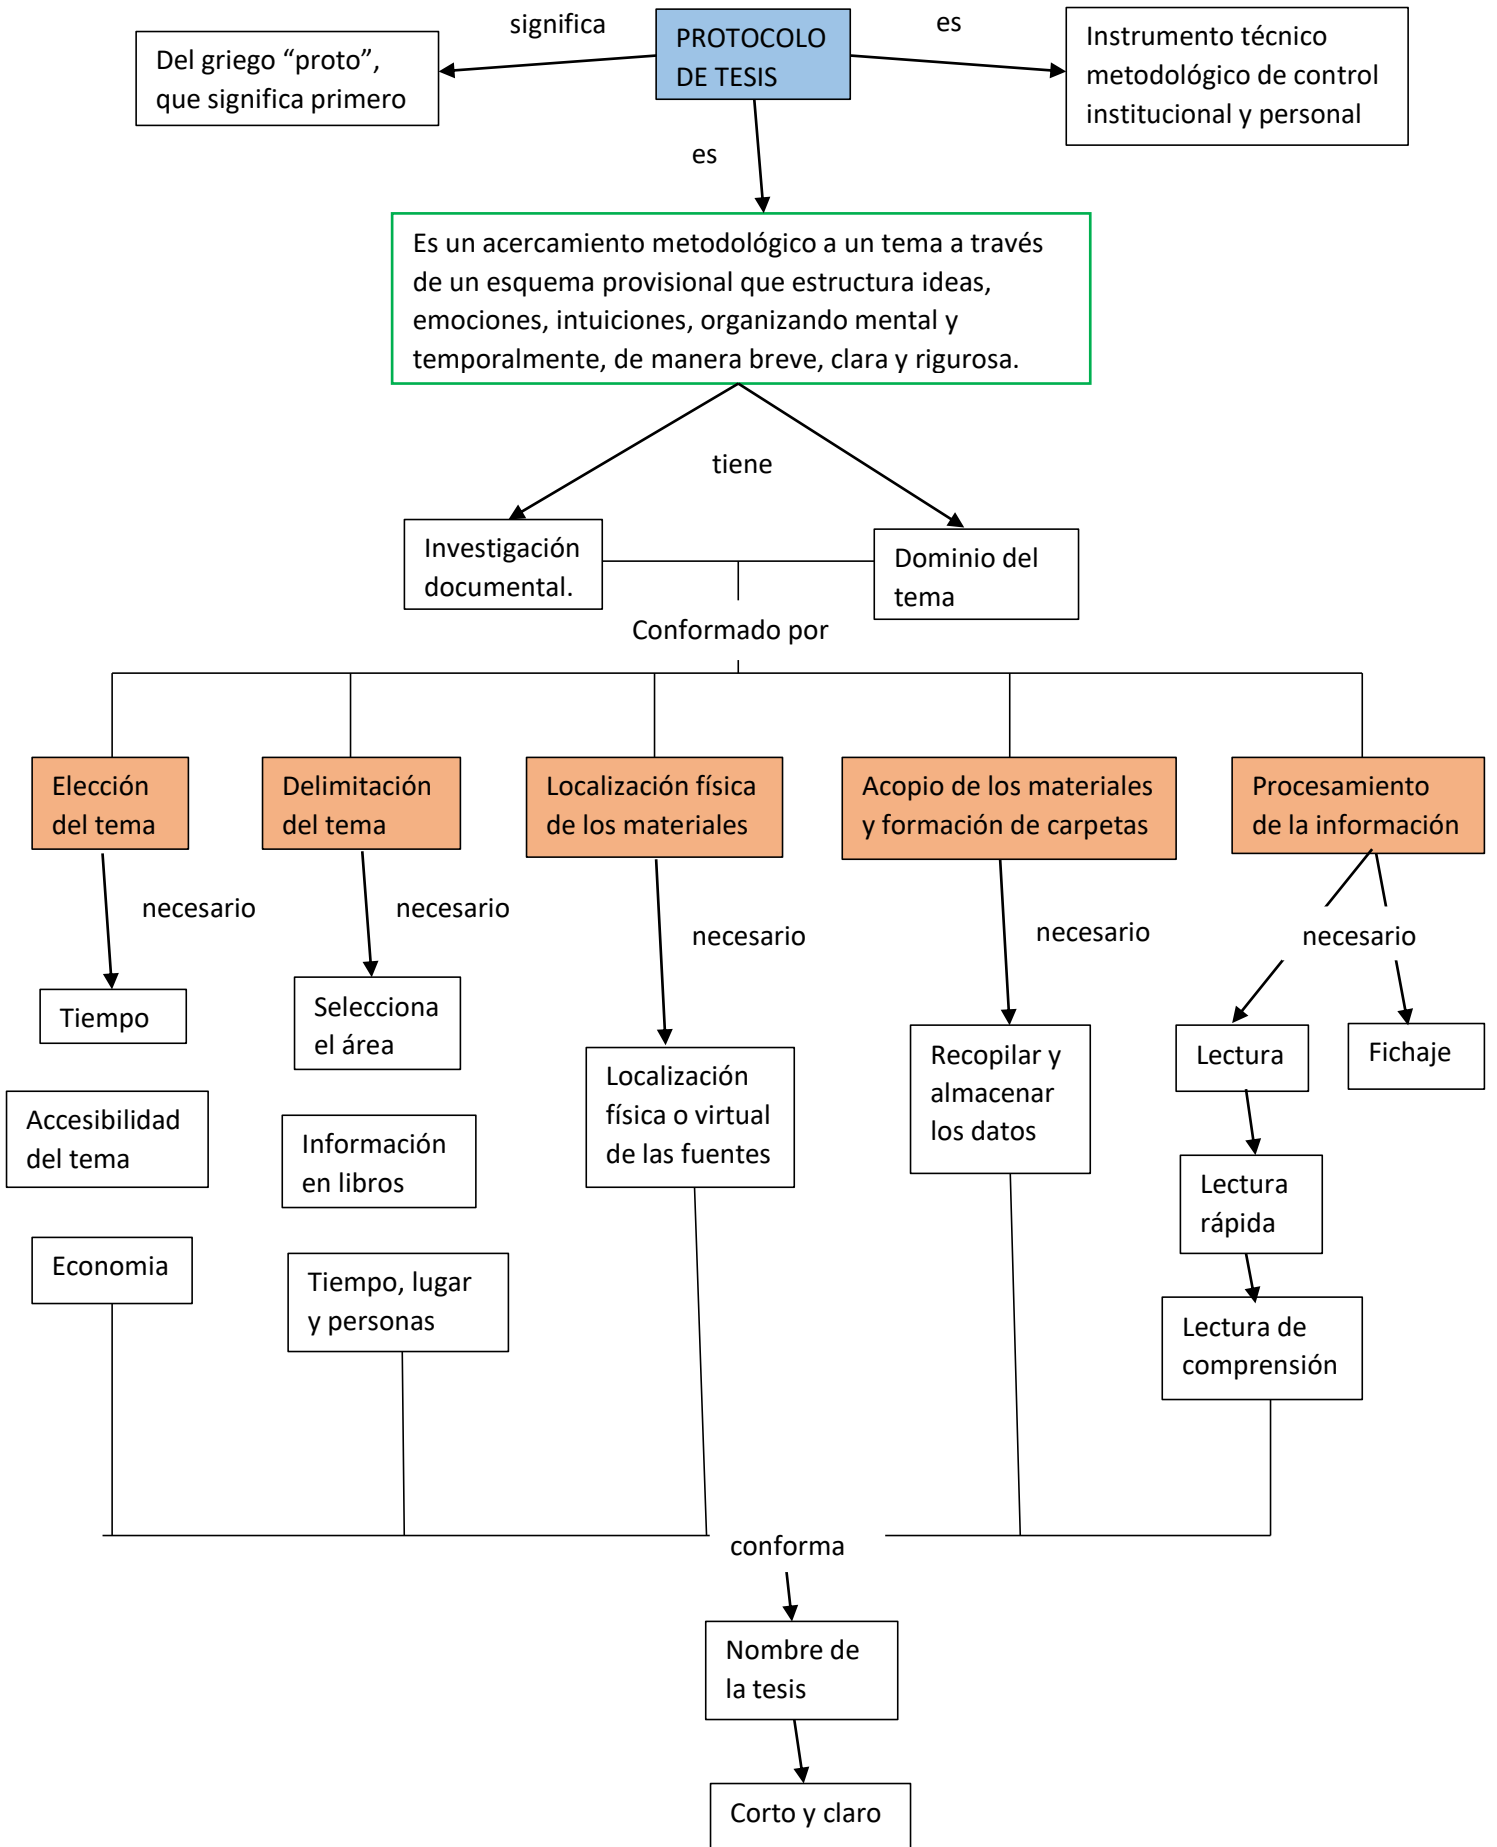 significa
PROTOCOLO
DE TESIS
es
Del griego “proto”,
que significa primero
Instrumento técnico
metodológico de control
institucional y personal
es
Es un acercamiento metodológico a un tema a través
de un esquema provisional que estructura ideas,
emociones, intuiciones, organizando mental y
temporalmente, de manera breve, clara y rigurosa.
tiene
Investigación
documental.
Dominio del
tema
Conformado por
Elección
del tema
Delimitación
del tema
Localización física
de los materiales
Acopio de los materiales
y formación de carpetas
Procesamiento
de la información
necesario
necesario
necesario
necesario
necesario
Tiempo
Accesibilidad
del tema
Economia
Selecciona
el área
Información
en libros
Tiempo, lugar
y personas
Localización
física o virtual
de las fuentes
Recopilar y
almacenar
los datos
Lectura
Fichaje
Lectura
rápida
Lectura de
comprensión
conforma
Nombre de
la tesis
Corto y claro